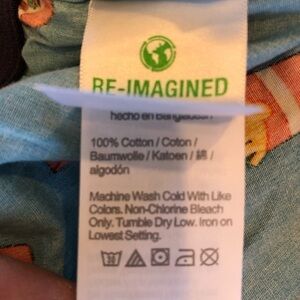 RE-IMAGINED
hecho en Bangladesh
100% Cotton / Coton /
Baumwolle / Katoen / 綿 /
algodón
Machine Wash Cold With Like
Colors. Non-Chlorine Bleach
Only. Tumble Dry Low. Iron on
Lowest Setting.